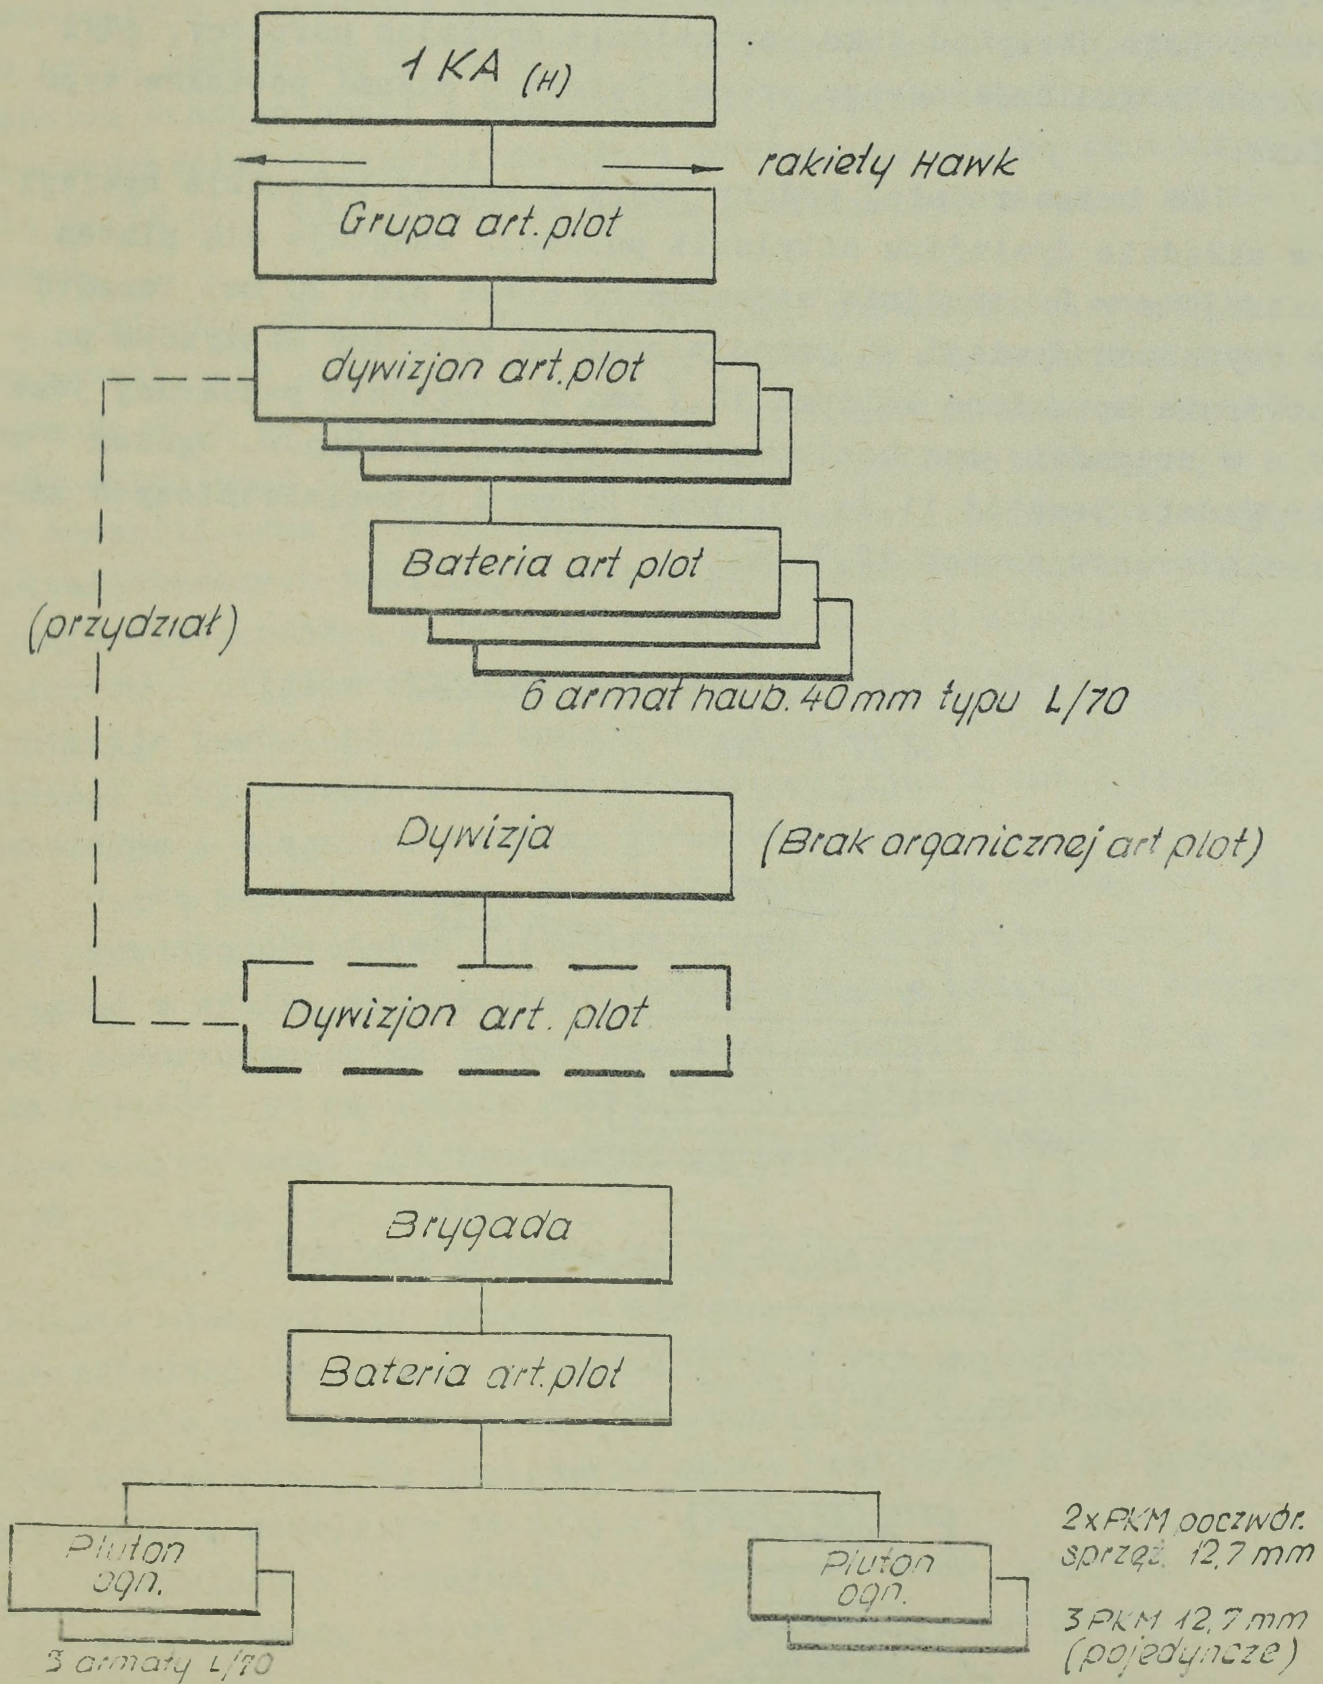 1 KA (H)
rakiety Hawk
Grupa art. plot
dywizjon art. plot
Bateria art plot
(przydział)
6 armat haub. 40 mm typu L/70
Dywizja
(Brak organicznej art plot)
Dywizjon art. plot
Brygada
Bateria art. plot
Pluton
ogn.
3 armaty L/70
Pluton
ogn.
2x PKM poczwór.
sprzęż. 12,7 mm
3 PKM 12,7 mm
(pojedyncze)